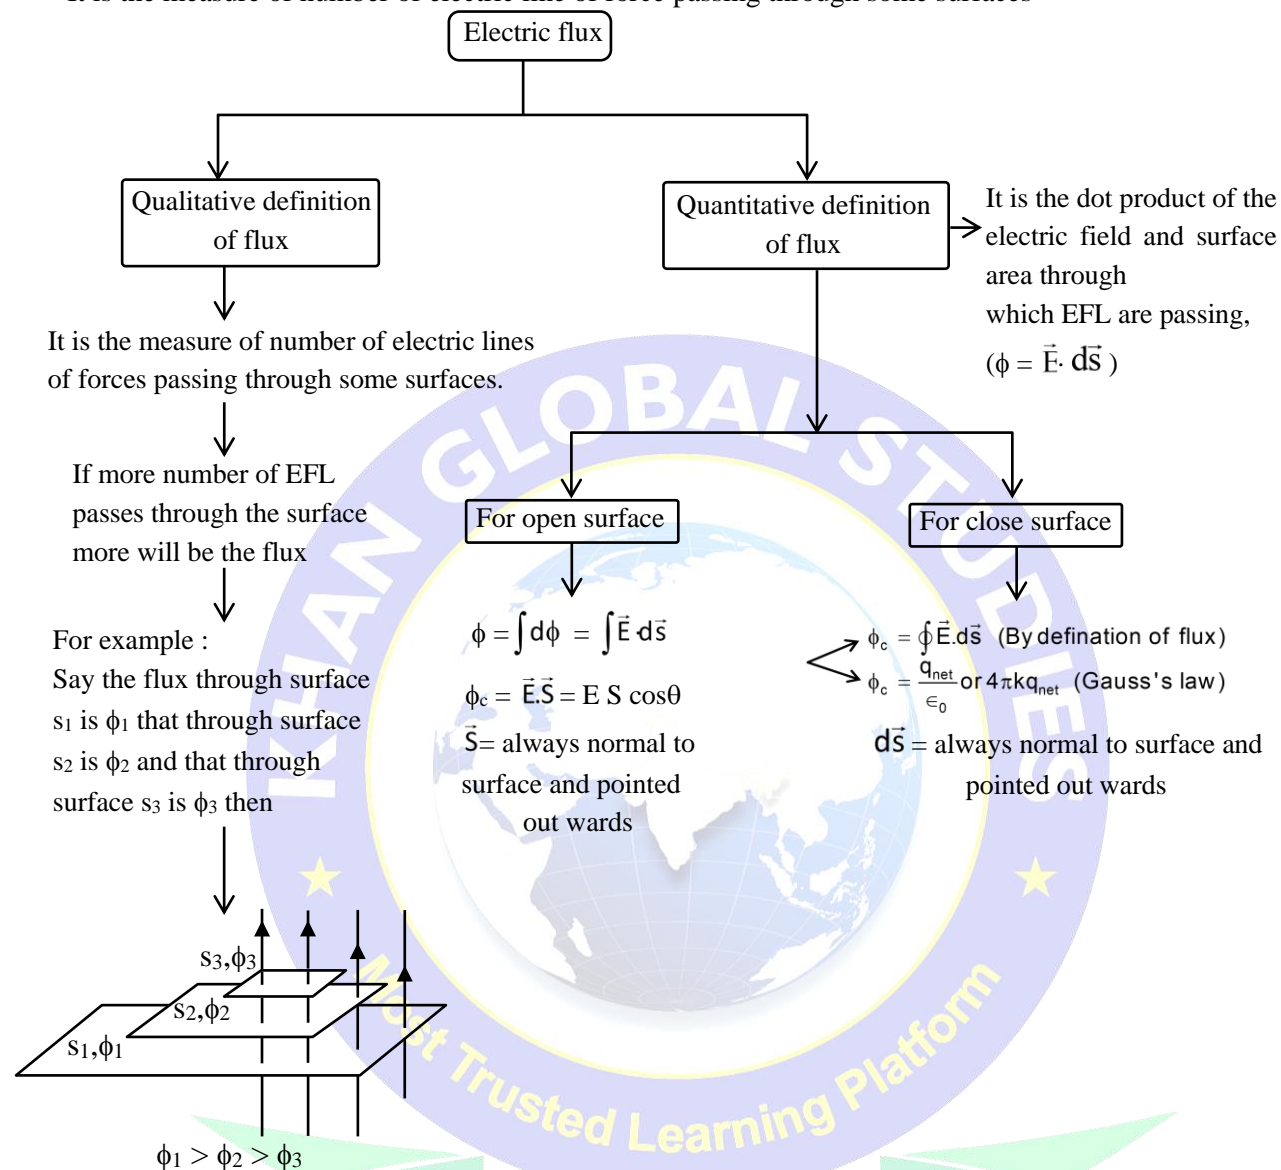 It is the measure of number of electric line of force passing through some surfaces
Electric flux
Qualitative definition
of flux
It is the measure of number of electric lines
of forces passing through some surfaces.
If more number of EFL
passes through the surface
more will be the flux
For example :
Say the flux through surface
s₁ is ϕ₁ that through surface
s₂ is ϕ₂ and that through
surface s₃ is ϕ₃ then
s₃,ϕ₃
s₂,ϕ₂
s₁,ϕ₁
ϕ₁ > ϕ₂ > ϕ₃
Quantitative definition
of flux
It is the dot product of the
electric field and surface
area through
which EFL are passing,
(ϕ = E⃗· ds⃗ )
For open surface
ϕ = ∫dϕ = ∫E⃗·ds⃗
ϕc = E⃗.S⃗ = E S cosθ
S⃗= always normal to
surface and pointed
out wards
For close surface
ϕc = ∮E⃗.ds⃗ (By defination of flux)
ϕc = qnet/∈₀ or 4πkqnet (Gauss's law)
ds⃗ = always normal to surface and
pointed out wards
KHAN GLOBAL STUDIES
Most Trusted Learning Platform